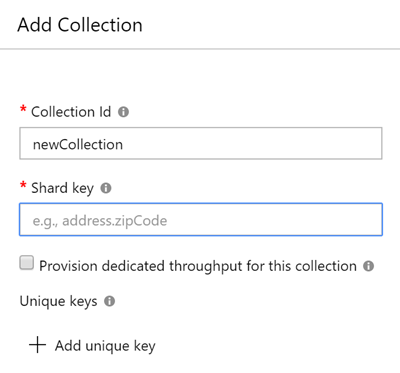 Add Collection
* Collection Id
newCollection
* Shard key
e.g., address.zipCode
Provision dedicated throughput for this collection
Unique keys
+ Add unique key